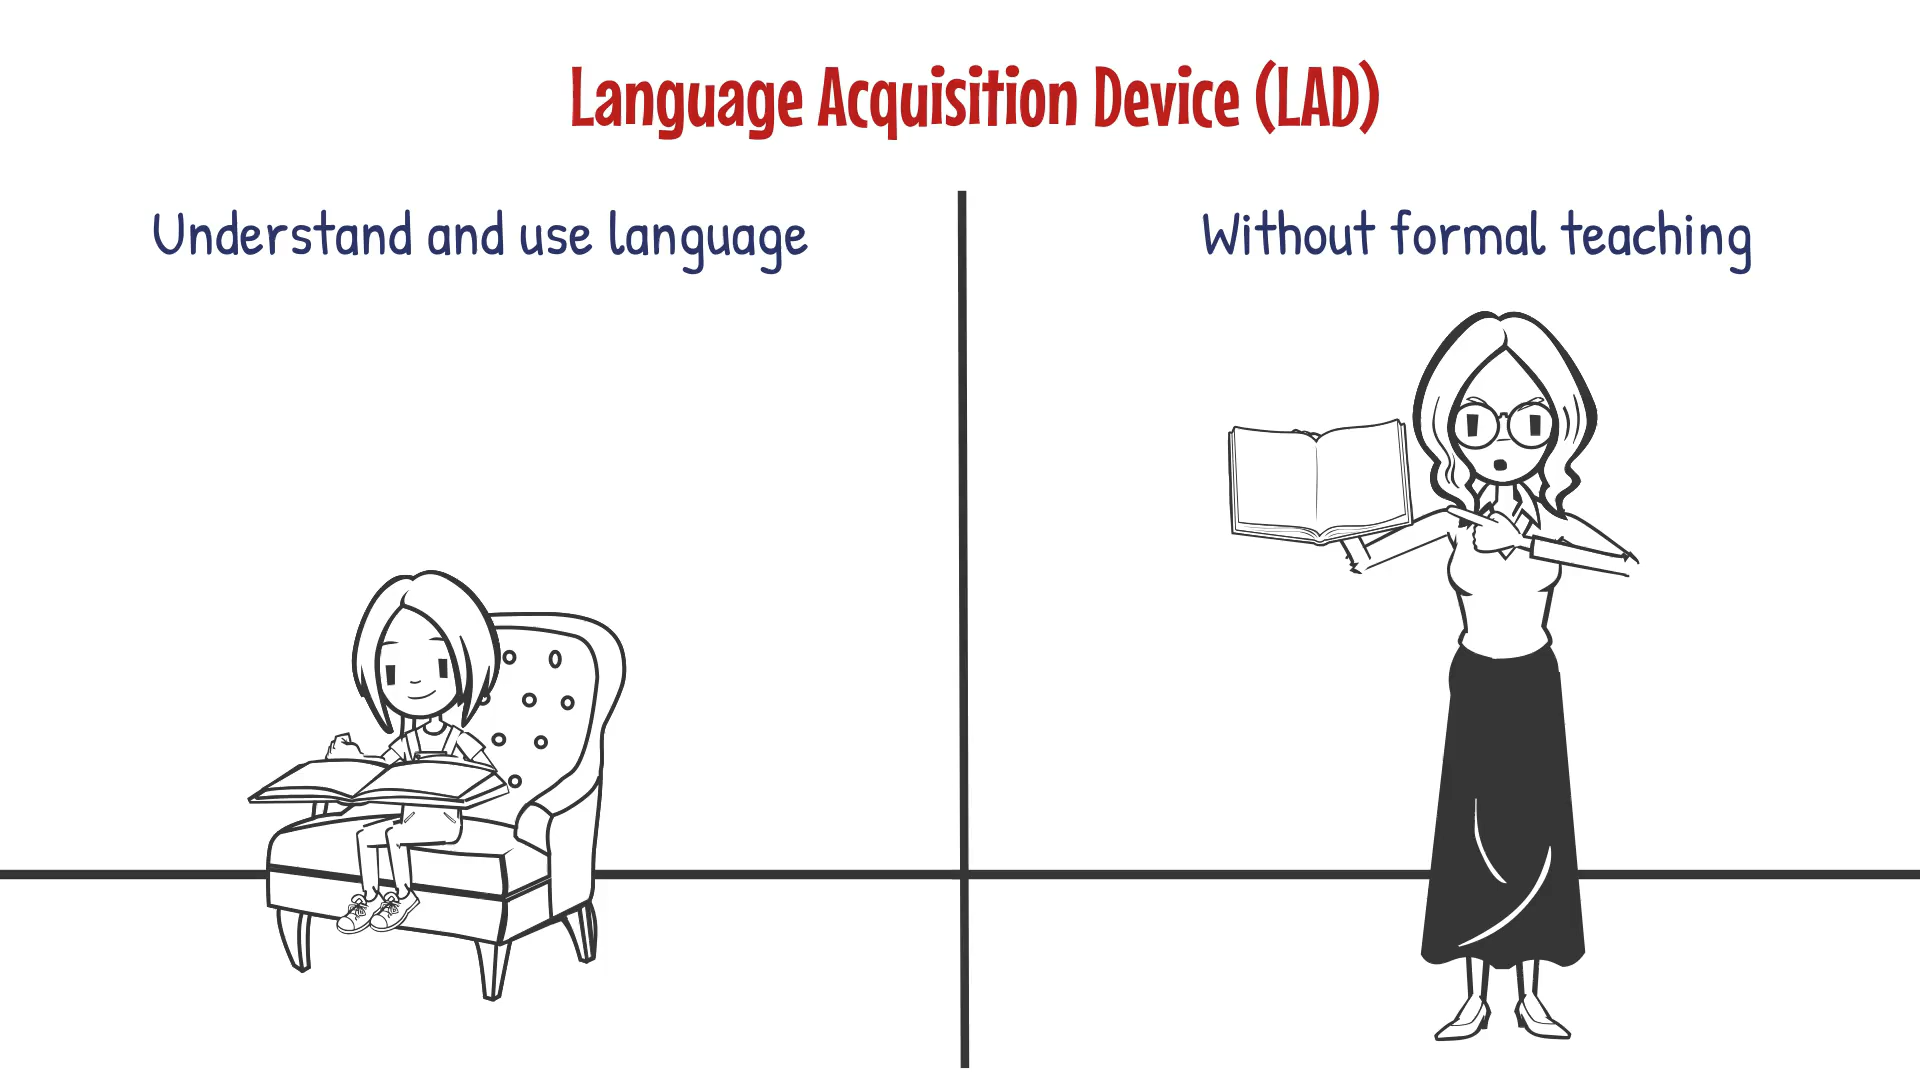 Language Acquisition Device (LAD)
Understand and use language
Without formal teaching